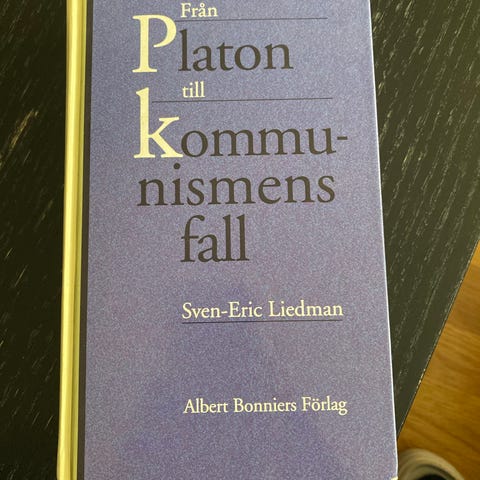 Från
Platon
till
kommu-
nismens
fall
Sven-Eric Liedman
Albert Bonniers Förlag